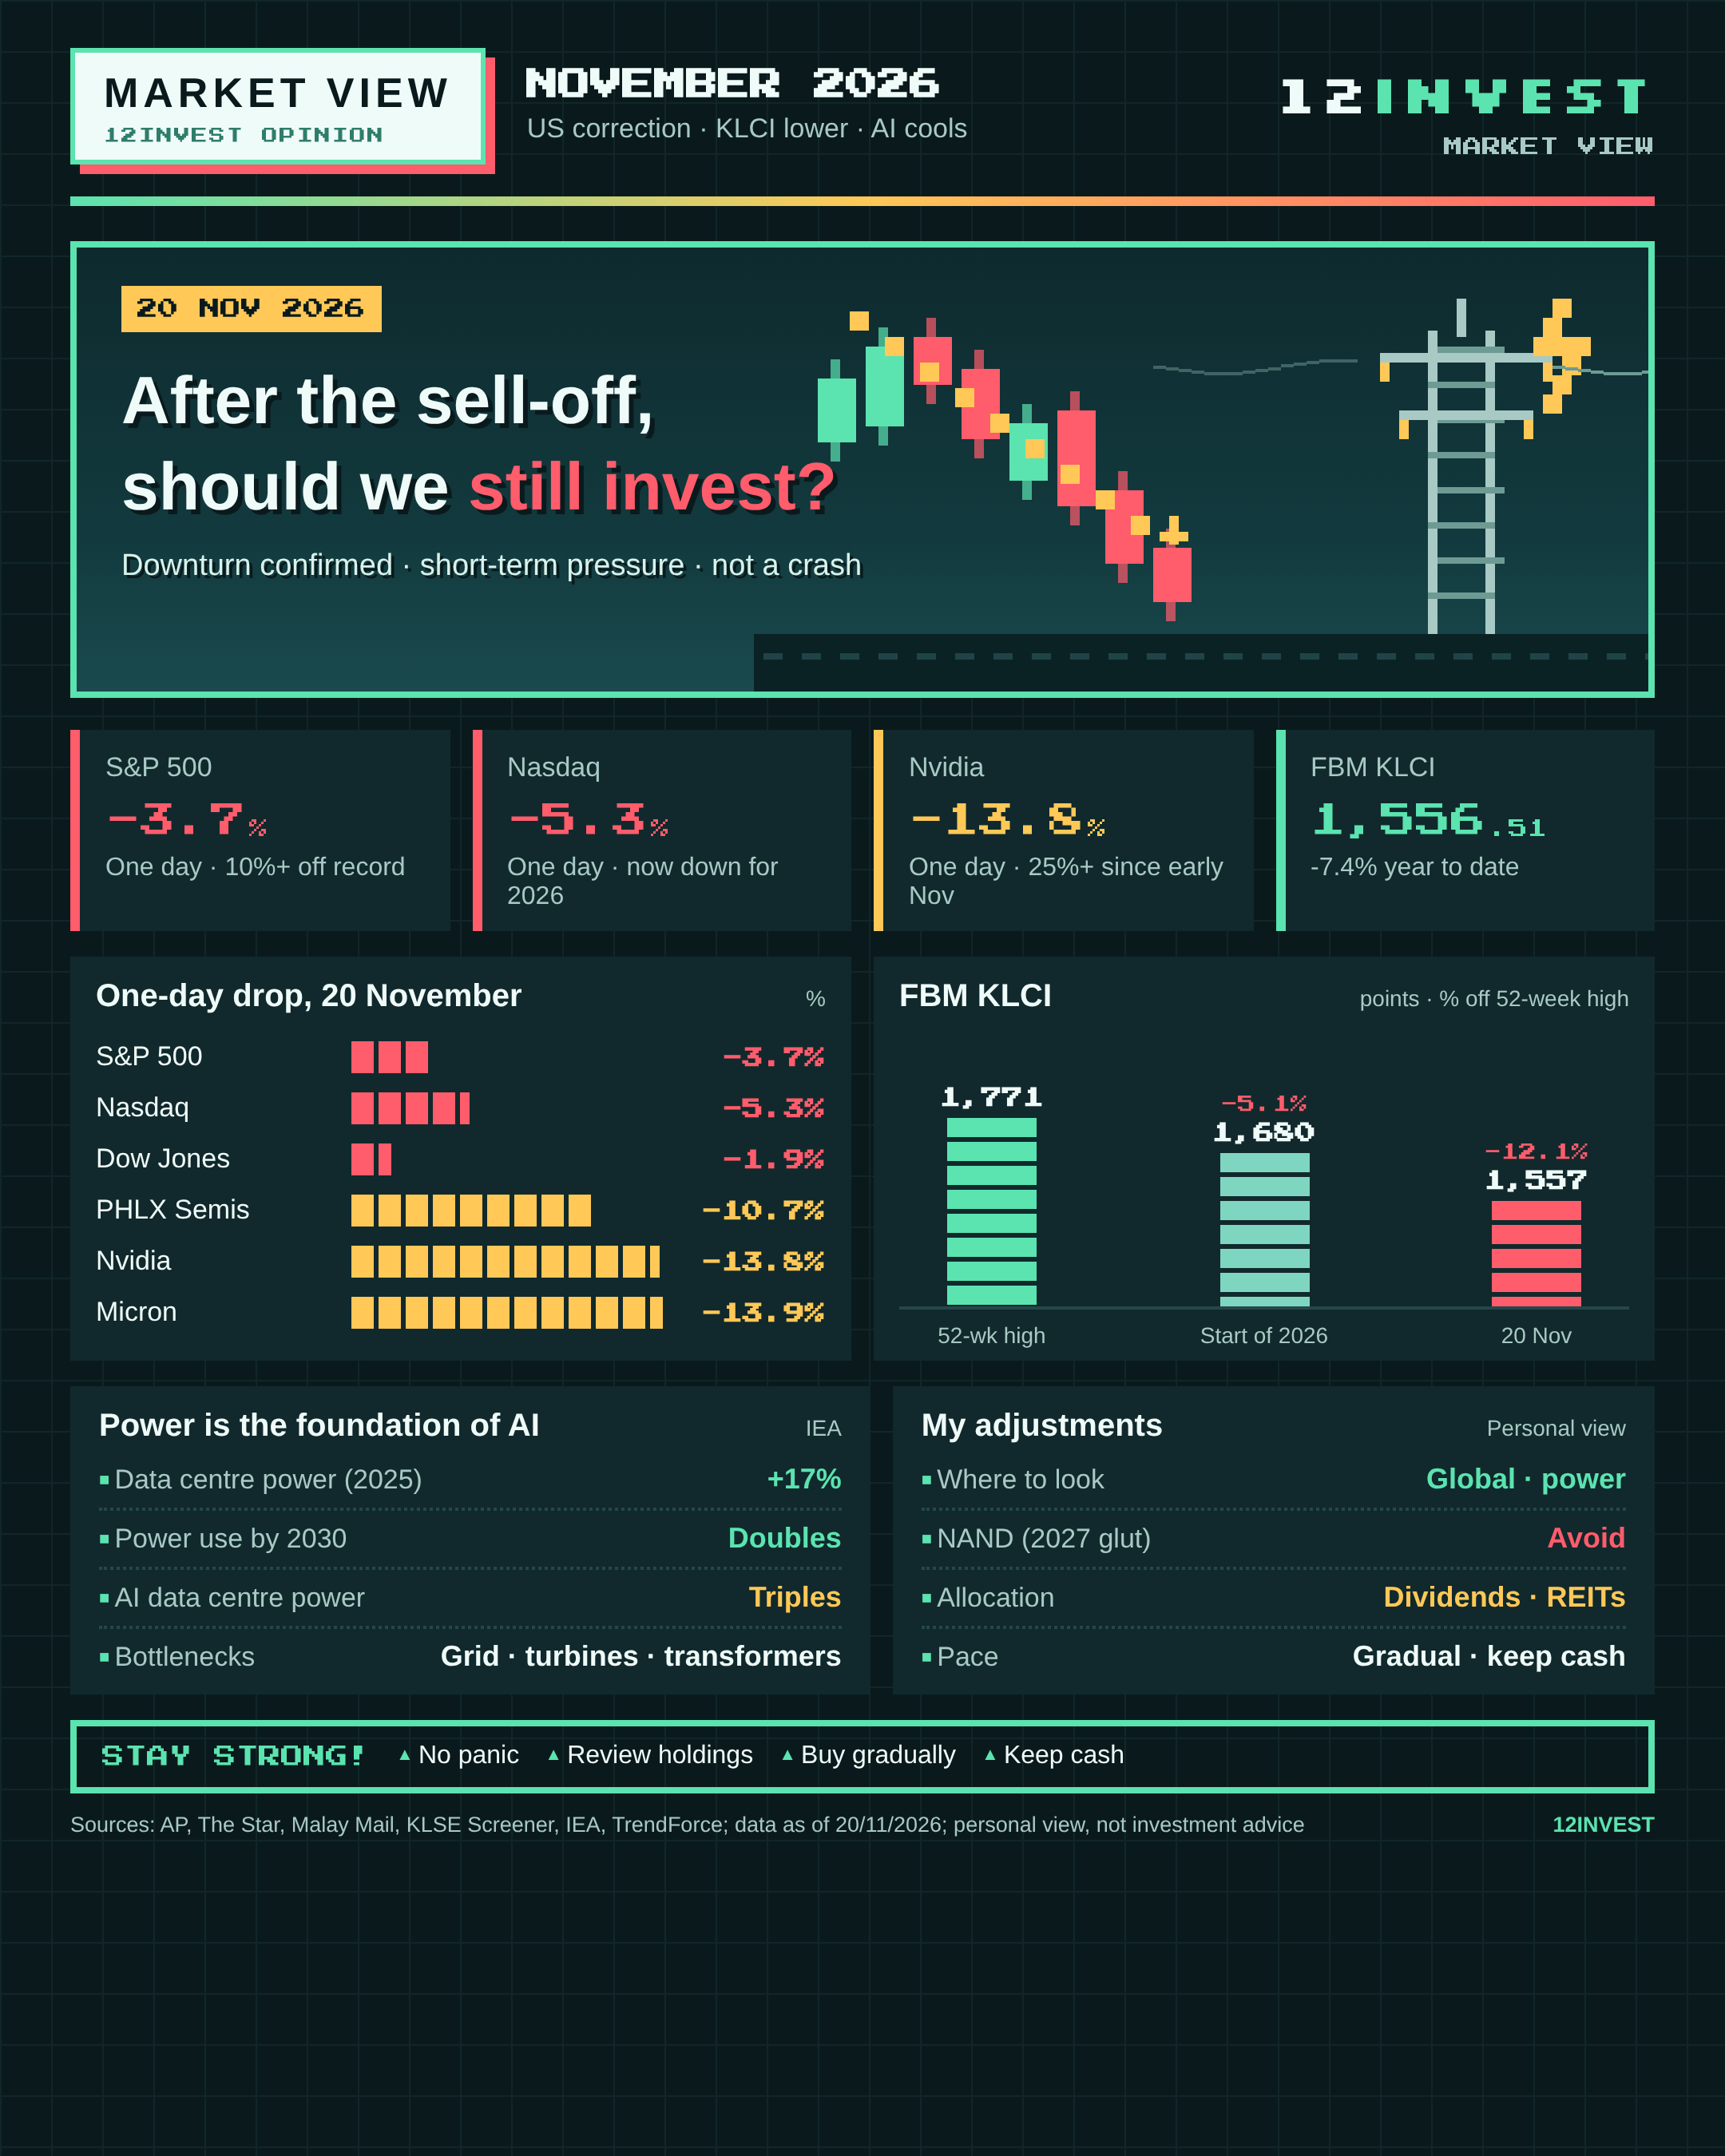 MARKET VIEW
12INVEST OPINION
NOVEMBER 2026
US correction · KLCI lower · AI cools
12INVEST
MARKET VIEW
20 NOV 2026
After the sell-off,
should we still invest?
Downturn confirmed · short-term pressure · not a crash
S&P 500
-3.7%
One day · 10%+ off record
Nasdaq
-5.3%
One day · now down for
2026
Nvidia
-13.8%
One day · 25%+ since early
Nov
FBM KLCI
1,556.51
-7.4% year to date
One-day drop, 20 November %
S&P 500 -3.7%
Nasdaq -5.3%
Dow Jones -1.9%
PHLX Semis -10.7%
Nvidia -13.8%
Micron -13.9%
FBM KLCI points · % off 52-week high
1,771
-5.1%
1,680
-12.1%
1,557
52-wk high Start of 2026 20 Nov
Power is the foundation of AI IEA
Data centre power (2025) +17%
Power use by 2030 Doubles
AI data centre power Triples
Bottlenecks Grid · turbines · transformers
My adjustments Personal view
Where to look Global · power
NAND (2027 glut) Avoid
Allocation Dividends · REITs
Pace Gradual · keep cash
STAY STRONG! ▲ No panic ▲ Review holdings ▲ Buy gradually ▲ Keep cash
Sources: AP, The Star, Malay Mail, KLSE Screener, IEA, TrendForce; data as of 20/11/2026; personal view, not investment advice 12INVEST